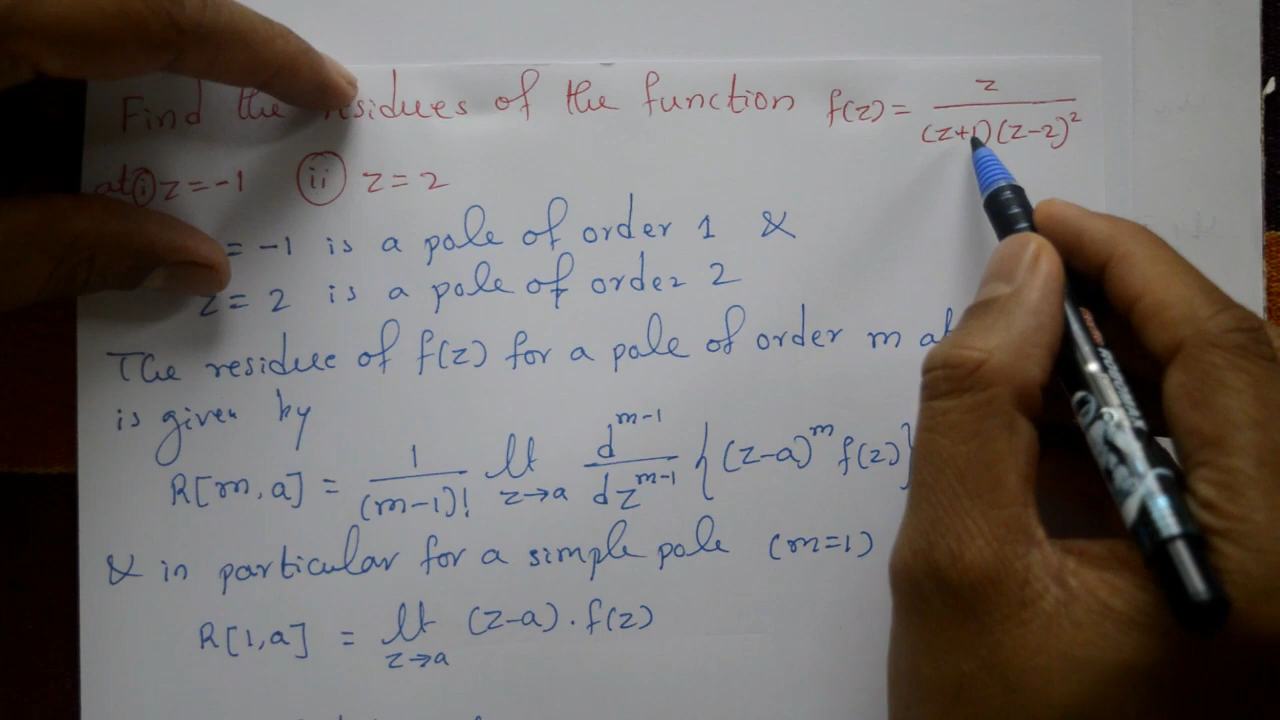 Find the residues of the function f(z) = z / (z+1)(z-2)²
at (i) z = -1 (ii) z = 2
= -1 is a pole of order 1 &
z = 2 is a pole of order 2
The residue of f(z) for a pole of order m at
is given by
R[m, a] = 1/(m-1)! lt z→a d^(m-1)/dz^(m-1) {(z-a)^m f(z)}
& in particular for a simple pole (m=1)
R[1, a] = lt z→a (z-a) . f(z)